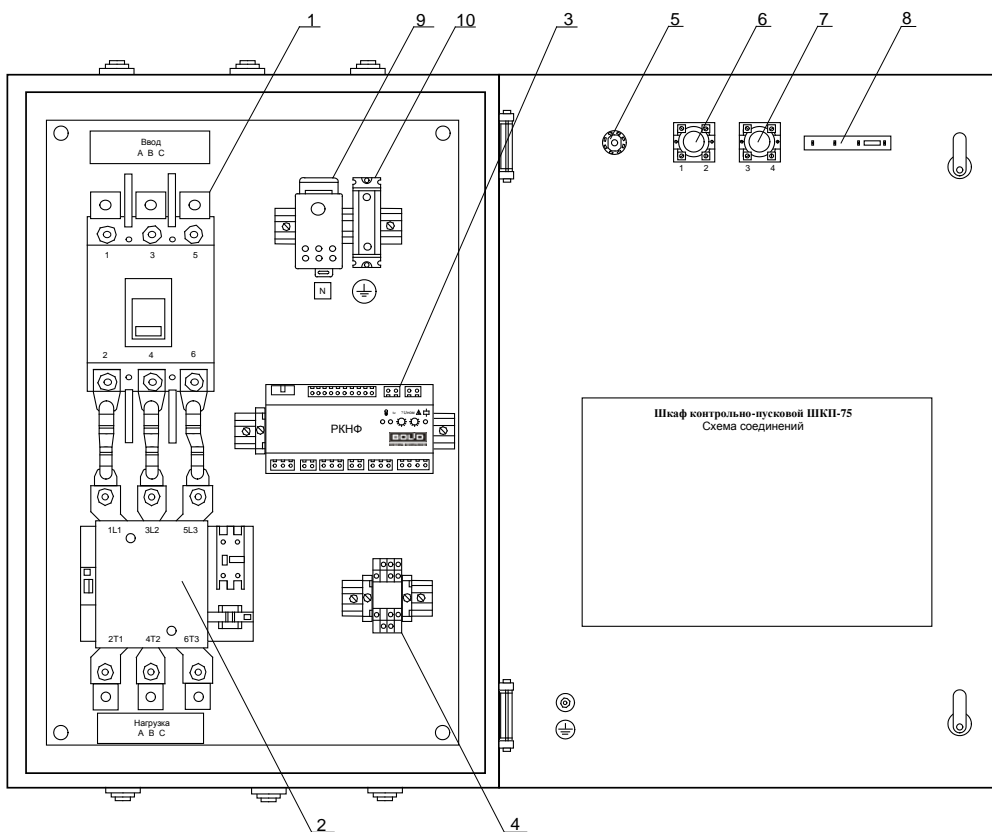 1 9 10 3 5 6 7 8
Ввод
А В С
1 2 3 4
1 3 5
N
2 4 6
РКНФ
Шкаф контрольно-пусковой ШКП-75
Схема соединений
1L1 3L2 5L3
2T1 4T2 6T3
Нагрузка
А В С
2 4